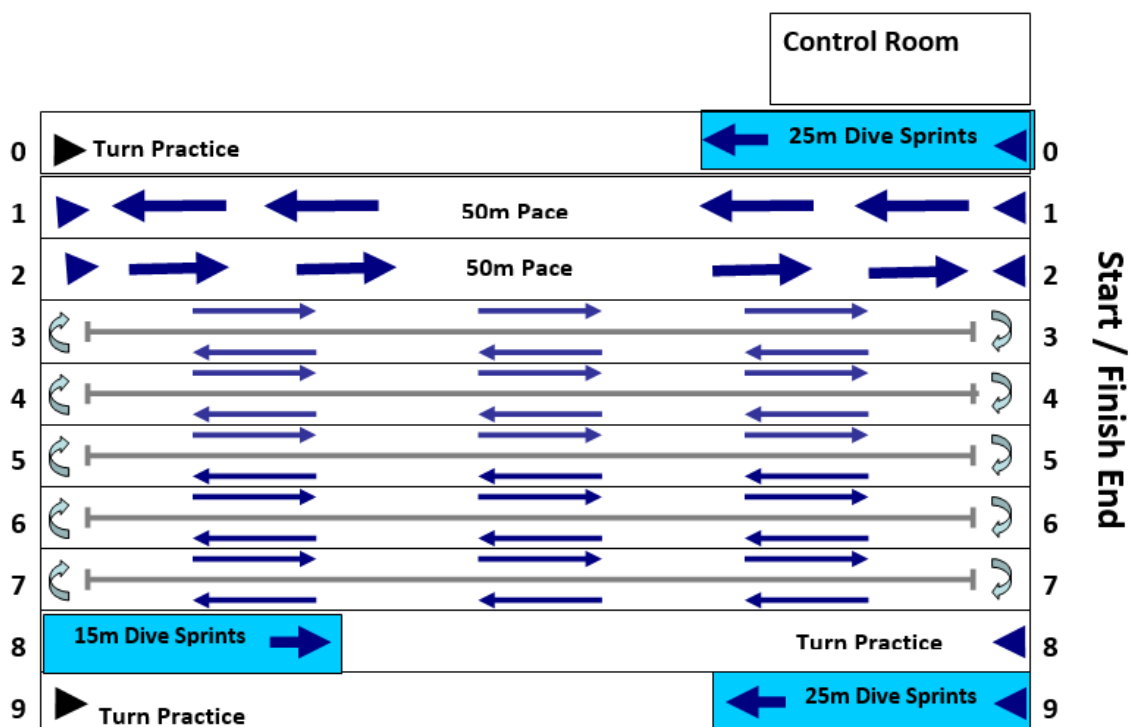 Control Room
0 Turn Practice 25m Dive Sprints 0
1 50m Pace 1
2 50m Pace 2
3 3
4 4
5 5
6 6
7 7
8 15m Dive Sprints Turn Practice 8
9 Turn Practice 25m Dive Sprints 9
Start / Finish End